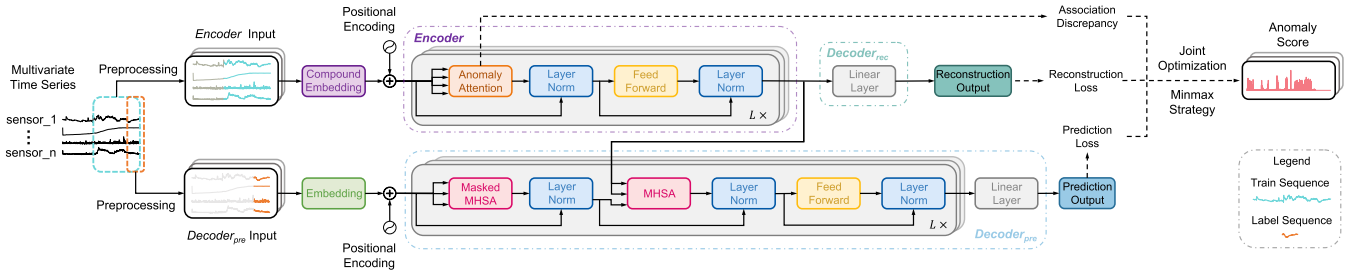 Multivariate
Time Series
sensor_1
sensor_n
Preprocessing
Encoder Input
Compound
Embedding
Positional
Encoding
Encoder
Anomaly
Attention
Layer
Norm
Feed
Forward
Layer
Norm
L ×
Decoder_rec
Linear
Layer
Reconstruction
Output
Association
Discrepancy
Reconstruction
Loss
Prediction
Loss
Joint
Optimization
Minmax
Strategy
Anomaly
Score
Preprocessing
Decoder_pre Input
Embedding
Positional
Encoding
Masked
MHSA
Layer
Norm
MHSA
Layer
Norm
Feed
Forward
Layer
Norm
L ×
Decoder_pre
Linear
Layer
Prediction
Output
Legend
Train Sequence
Label Sequence